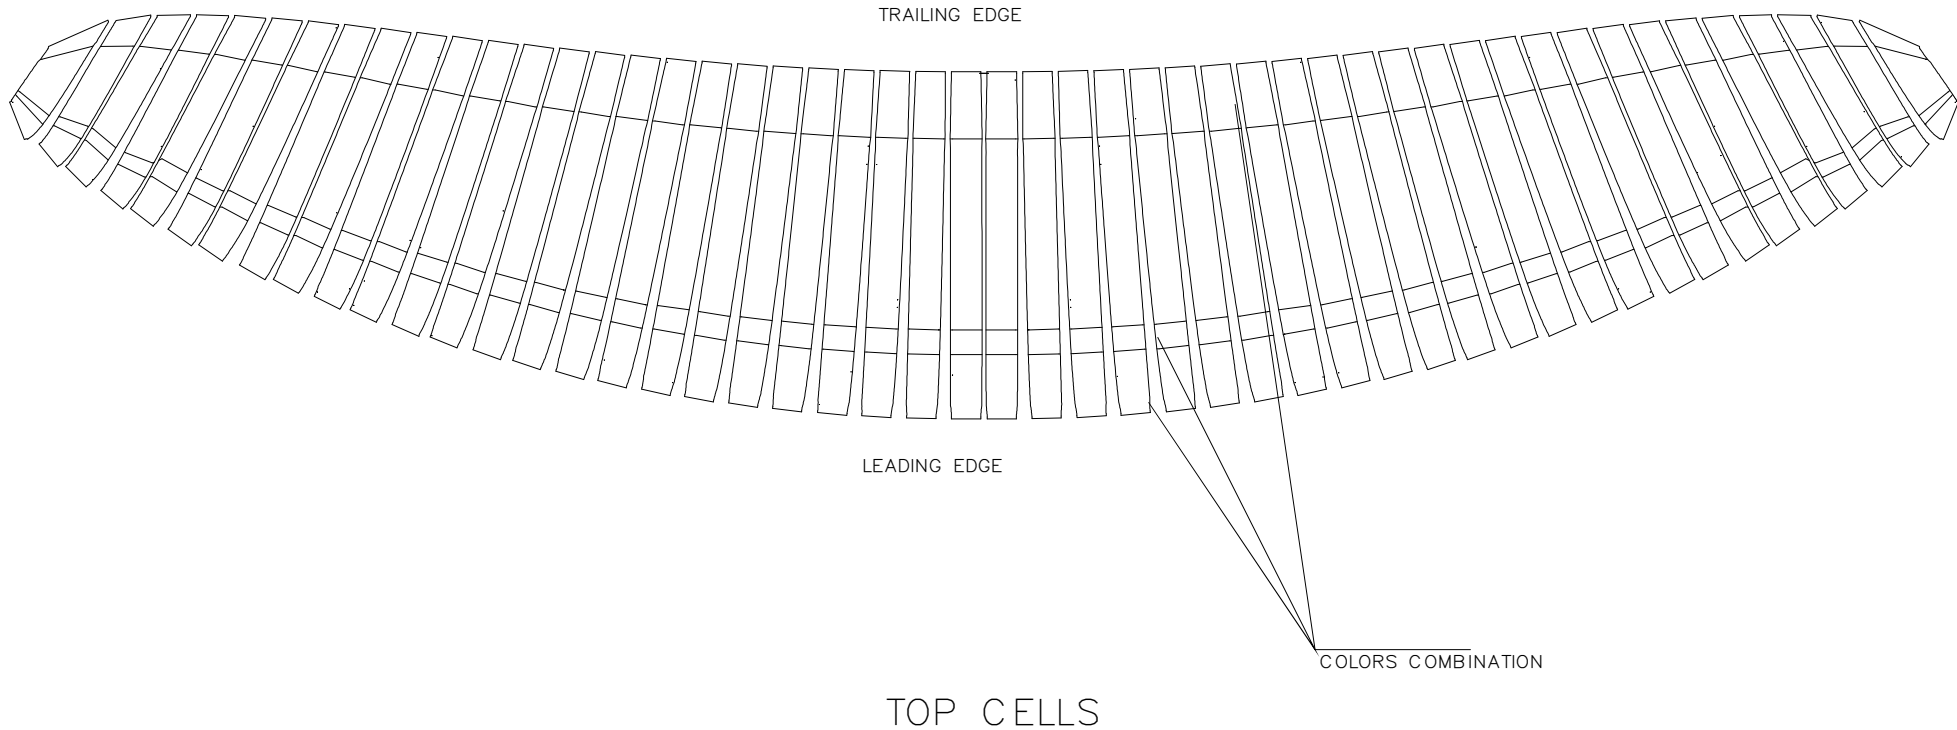 TRAILING EDGE
LEADING EDGE
COLORS COMBINATION
TOP CELLS